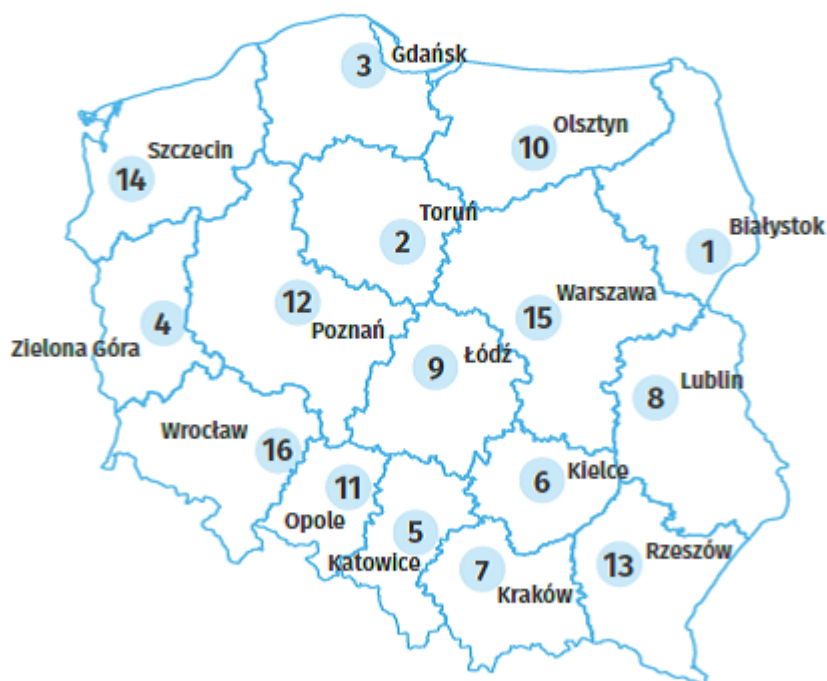 Gdańsk
3
Olsztyn
10
Szczecin
14
Toruń
2
Białystok
1
Warszawa
15
12
Poznań
4
Zielona Góra
Łódź
9
Lublin
8
Wrocław
16
Kielce
6
11
Opole
5
Katowice
7
Kraków
Rzeszów
13